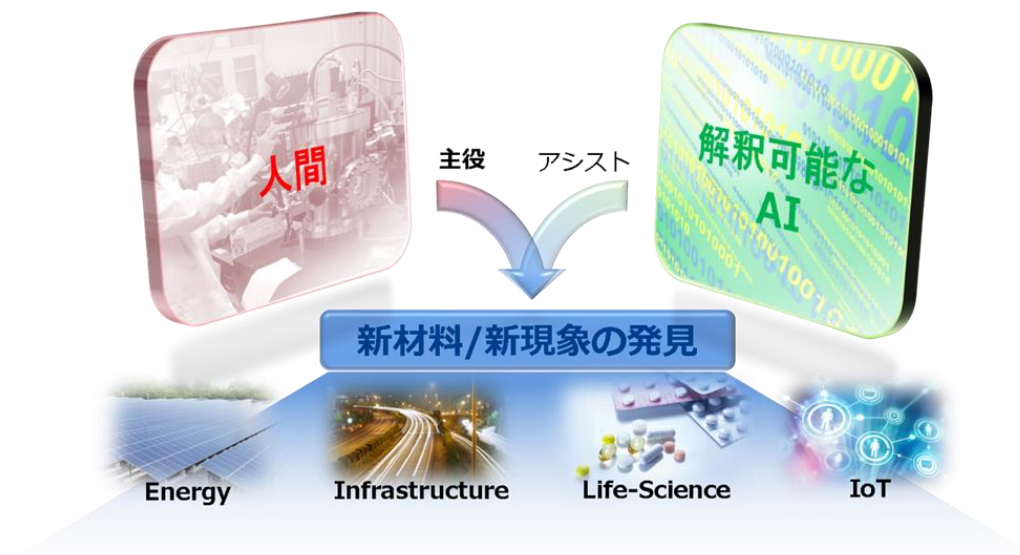 人間
主役
アシスト
解釈可能な
AI
新材料/新現象の発見
Energy
Infrastructure
Life-Science
IoT